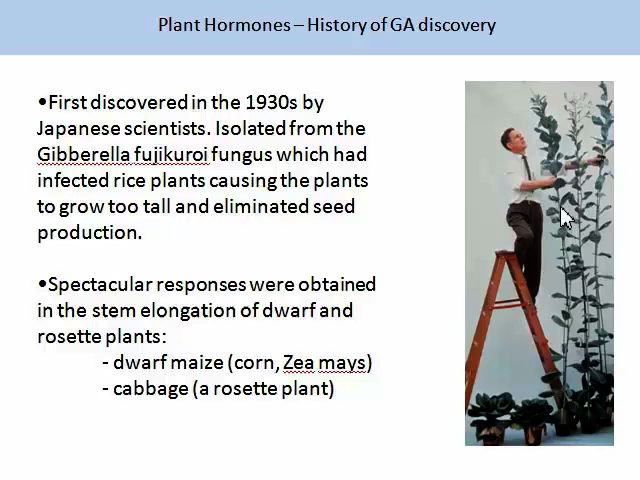 Plant Hormones – History of GA discovery
•First discovered in the 1930s by
Japanese scientists. Isolated from the
Gibberella fujikuroi fungus which had
infected rice plants causing the plants
to grow too tall and eliminated seed
production.
•Spectacular responses were obtained
in the stem elongation of dwarf and
rosette plants:
- dwarf maize (corn, Zea mays)
- cabbage (a rosette plant)